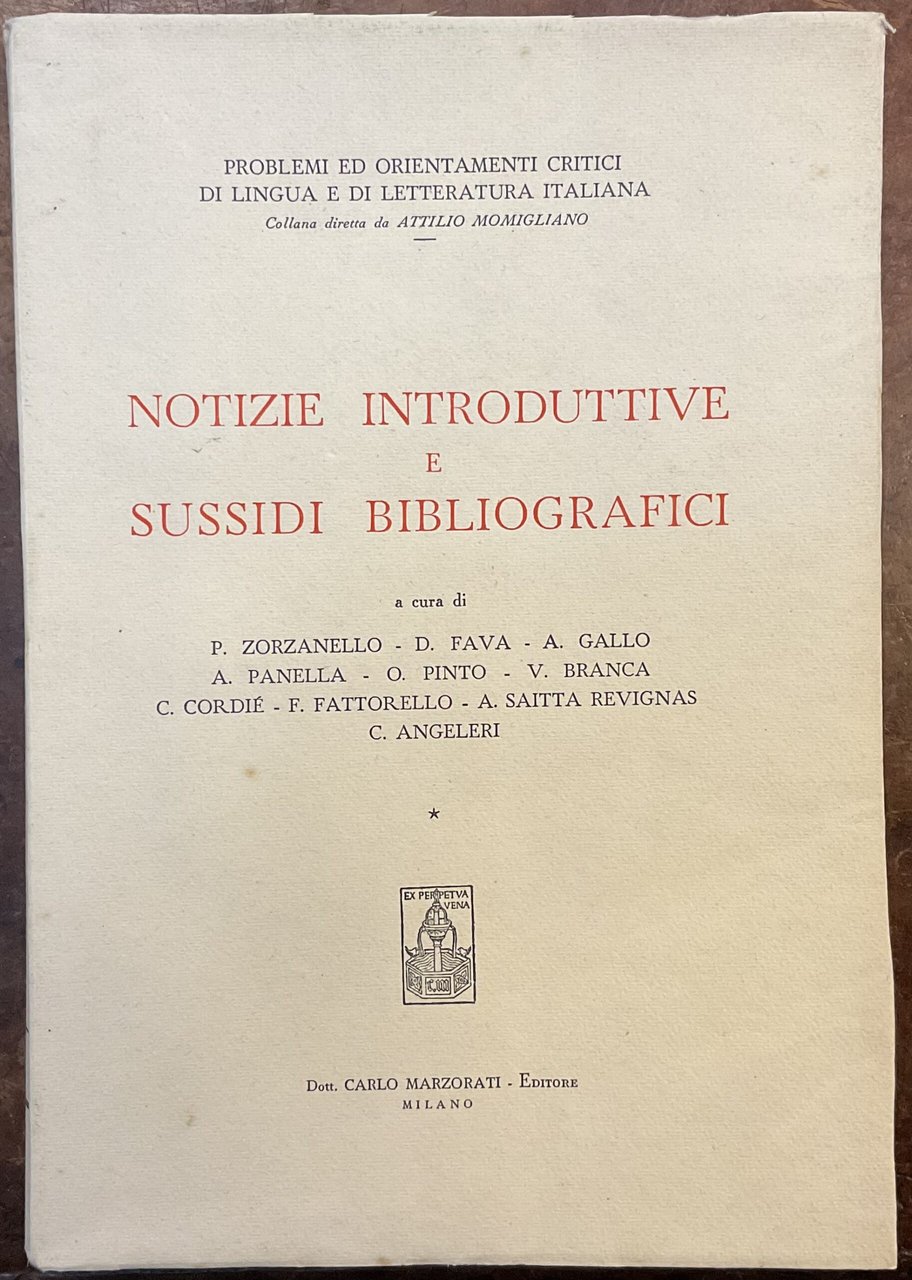 PROBLEMI ED ORIENTAMENTI CRITICI
DI LINGUA E DI LETTERATURA ITALIANA
Collana diretta da ATTILIO MOMIGLIANO
NOTIZIE INTRODUTTIVE
E
SUSSIDI BIBLIOGRAFICI
a cura di
P. ZORZANELLO - D. FAVA - A. GALLO
A. PANELLA - O. PINTO - V. BRANCA
C. CORDIÉ - F. FATTORELLO - A. SAITTA REVIGNAS
C. ANGELERI
*
EX PERPETVA
VENA
Dott. CARLO MARZORATI - EDITORE
MILANO